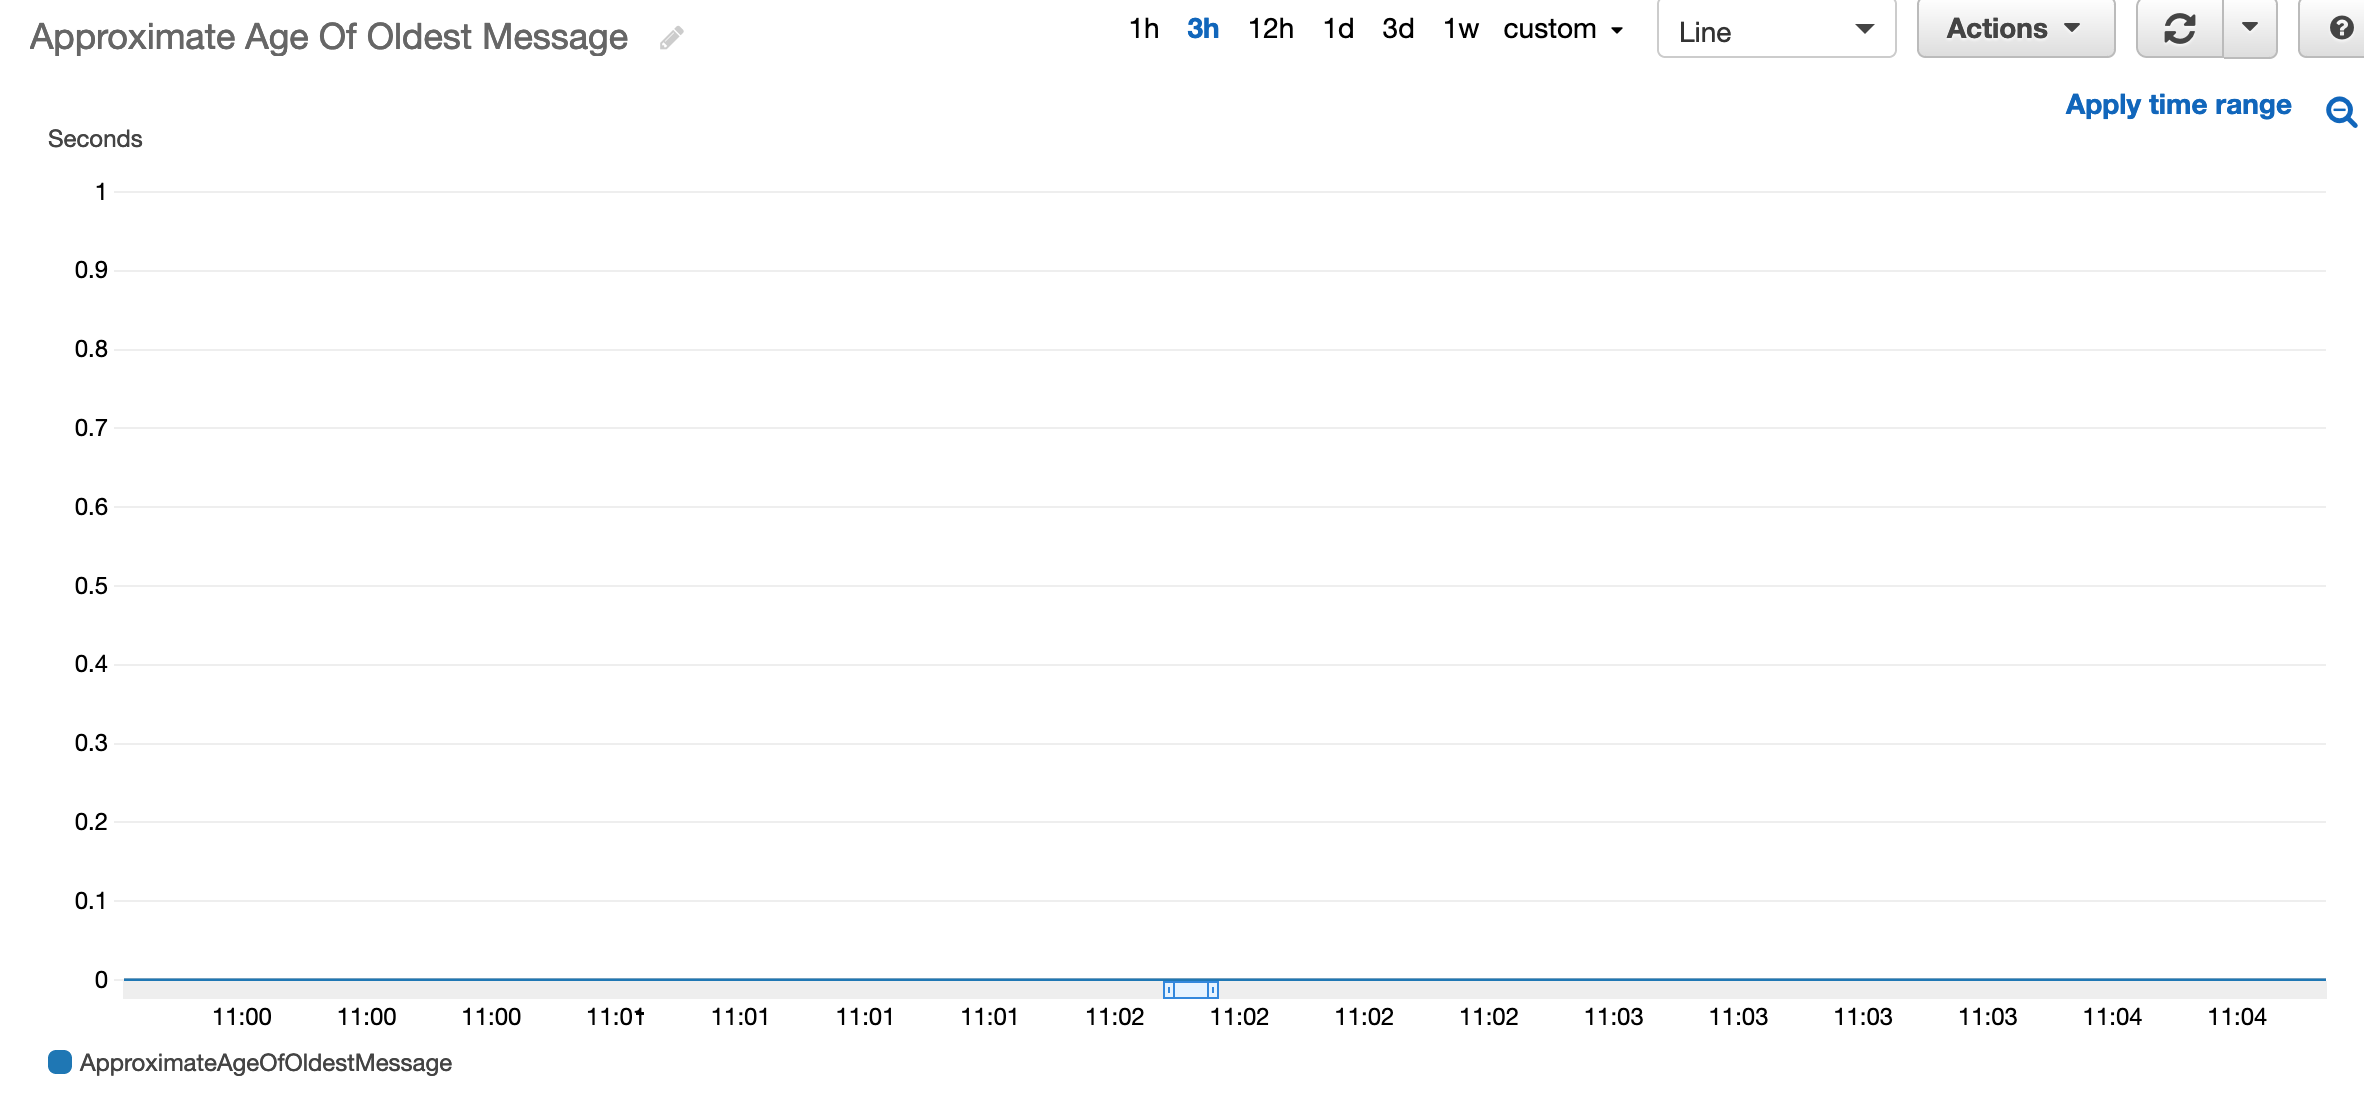 Approximate Age Of Oldest Message
1h 3h 12h 1d 3d 1w custom Line Actions ?
Apply time range
Seconds
1
0.9
0.8
0.7
0.6
0.5
0.4
0.3
0.2
0.1
0
11:00 11:00 11:00 11:01 11:01 11:01 11:01 11:02 11:02 11:02 11:02 11:03 11:03 11:03 11:03 11:04 11:04
ApproximateAgeOfOldestMessage